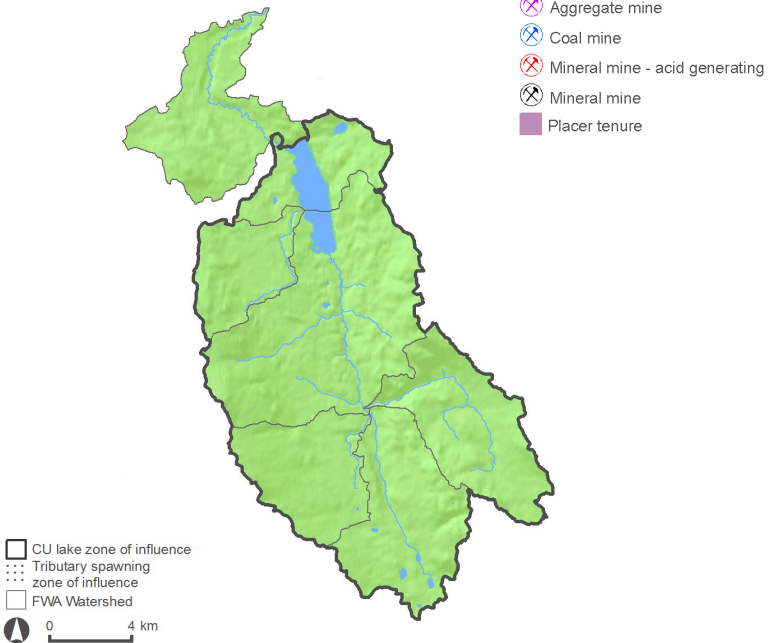 Aggregate mine
Coal mine
Mineral mine - acid generating
Mineral mine
Placer tenure
CU lake zone of influence
Tributary spawning
zone of influence
FWA Watershed
0 4 km